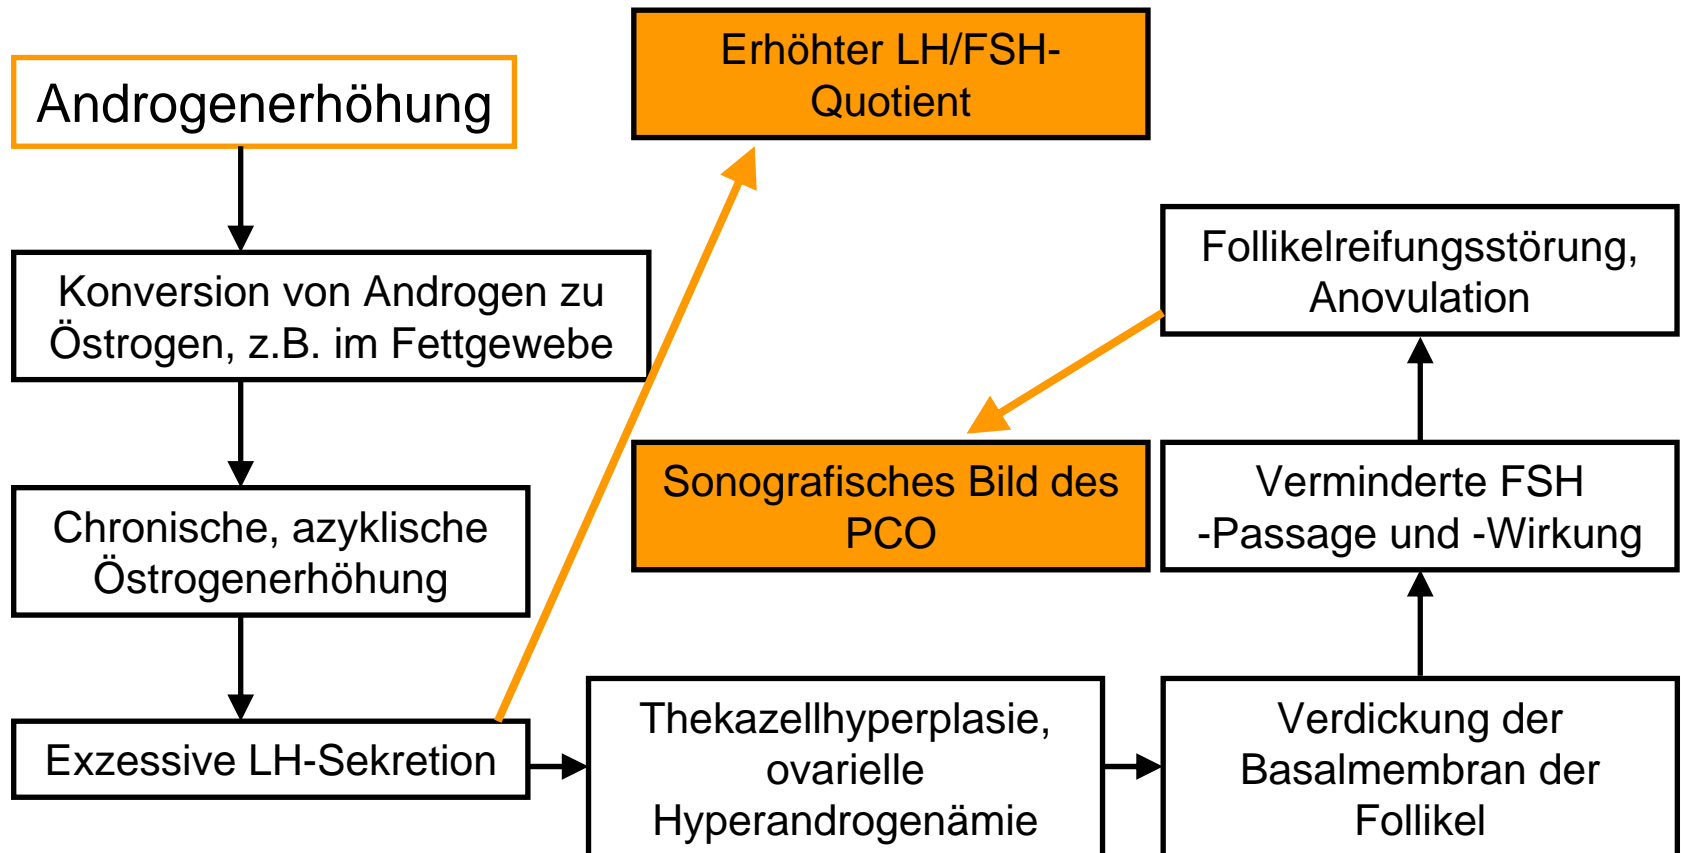 Androgenerhöhung
Erhöhter LH/FSH-
Quotient
Konversion von Androgen zu
Östrogen, z.B. im Fettgewebe
Follikelreifungsstörung,
Anovulation
Chronische, azyklische
Östrogenerhöhung
Sonografisches Bild des
PCO
Verminderte FSH
-Passage und -Wirkung
Exzessive LH-Sekretion
Thekazellhyperplasie,
ovarielle
Hyperandrogenämie
Verdickung der
Basalmembran der
Follikel